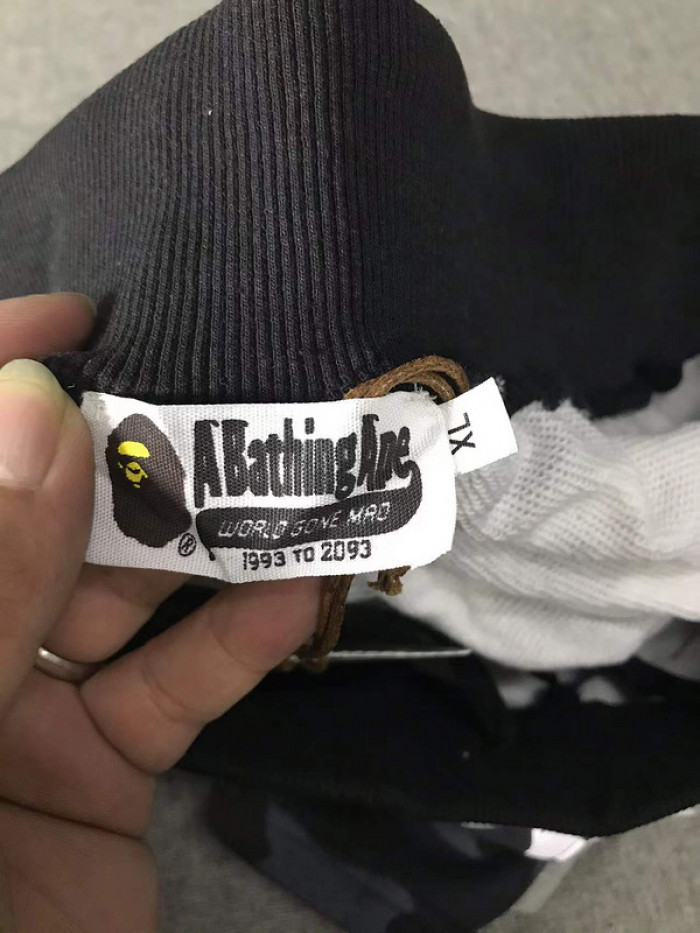 A Bathing Ape
WORLD GONE MAD
1993 TO 2093
®
XL